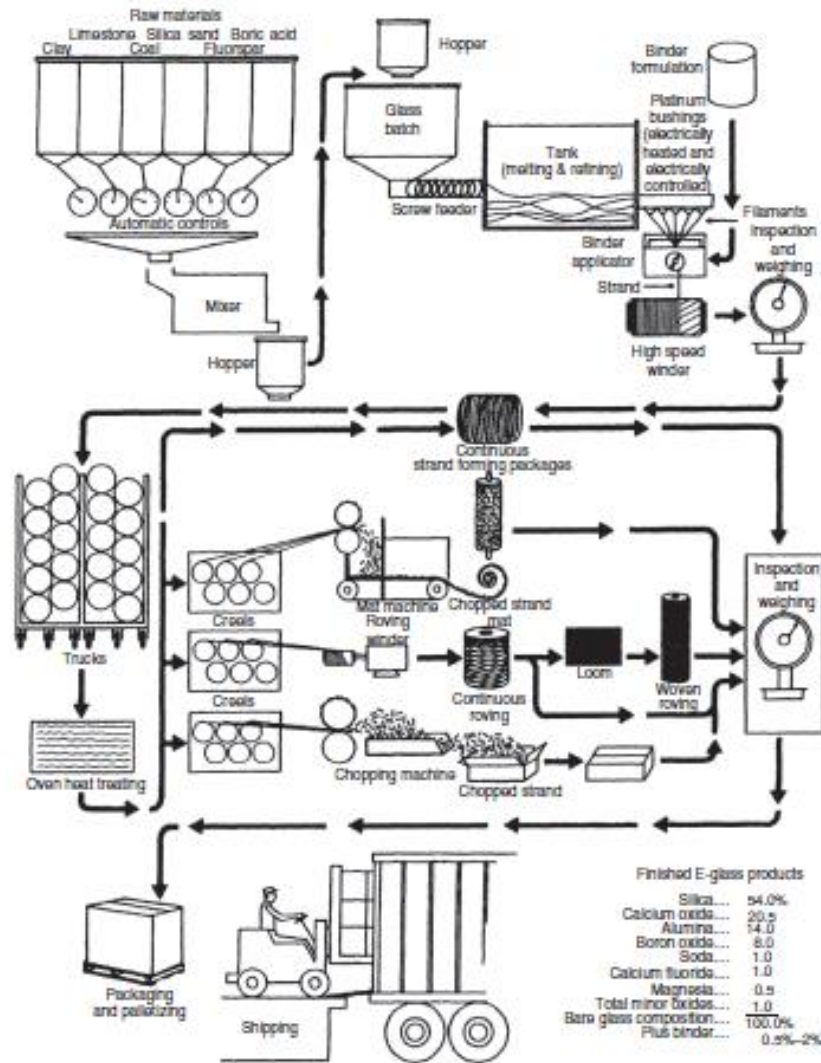 Raw materials
Limestone Silica sand Boric acid
Clay Coal Fluorspar
Automatic controls
Mixer
Hopper
Hopper
Glass
batch
Screw feeder
Tank
(melting & refining)
Binder
formulation
Platinum
bushings
(electrically
heated and
electrically
controlled)
Filaments
Binder
applicator
Strand
High speed
winder
Inspection
and
weighing
Continuous
strand forming packages
Trucks
Oven heat treating
Creels
Mat machine
Chopped strand
mat
Creels
Roving
winder
Continuous
roving
Loom
Woven
roving
Chopping machine
Chopped strand
Inspection
and
weighing
Packaging
and palletizing
Shipping
Finished E-glass products
Silica.... 54.0%
Calcium oxide.... 20.5
Alumina.... 14.0
Boron oxide.... 8.0
Soda.... 1.0
Calcium fluoride.... 1.0
Magnesia.... 0.5
Total minor oxides.... 1.0
Bare glass composition.... 100.0%
Plus binder.... 0.5%–2%